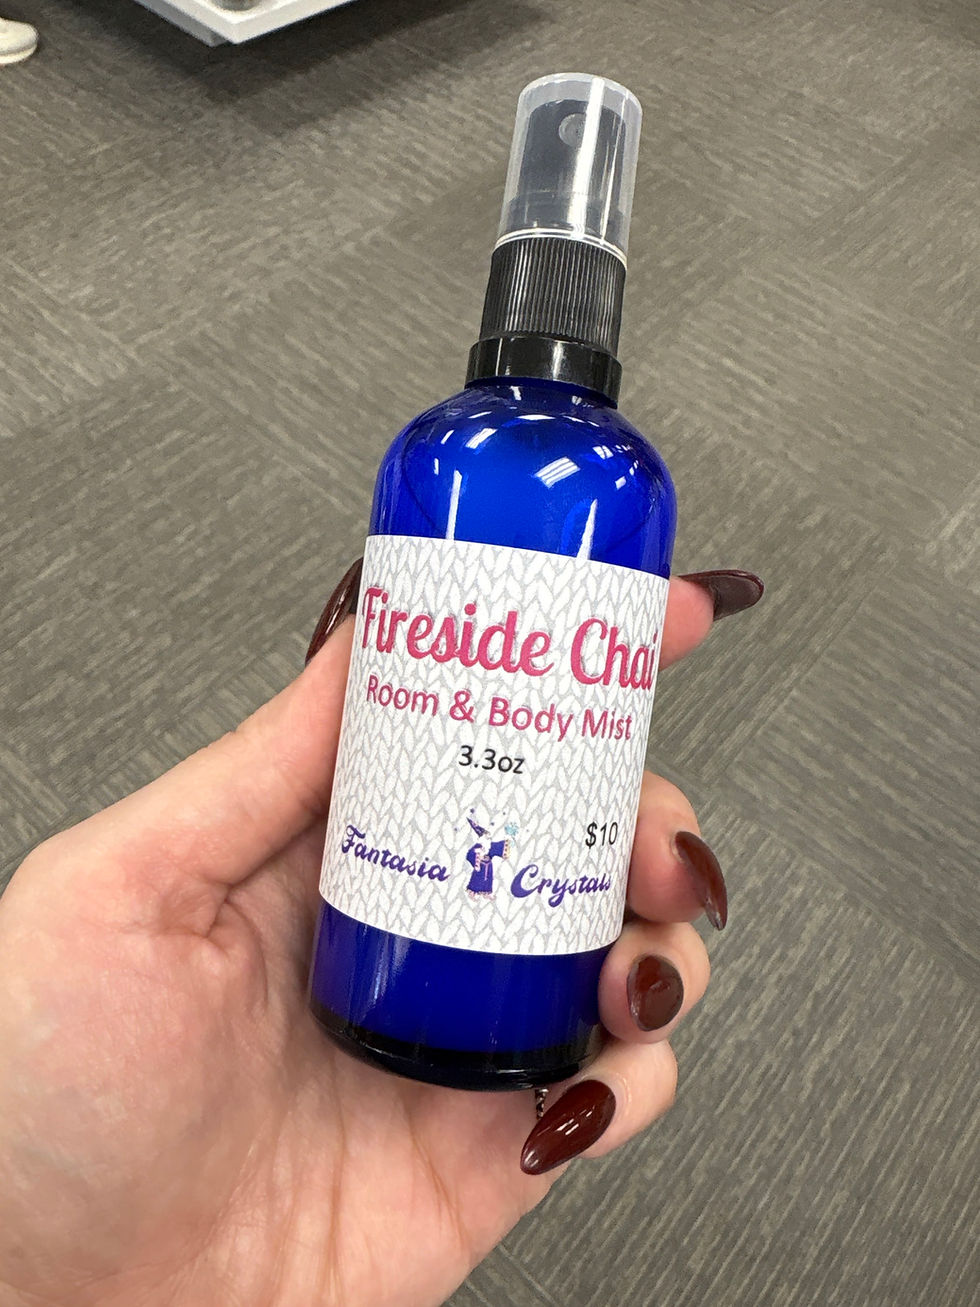 Fireside Chai
Room & Body Mist
3.3oz
$10
Fantasia Crystals